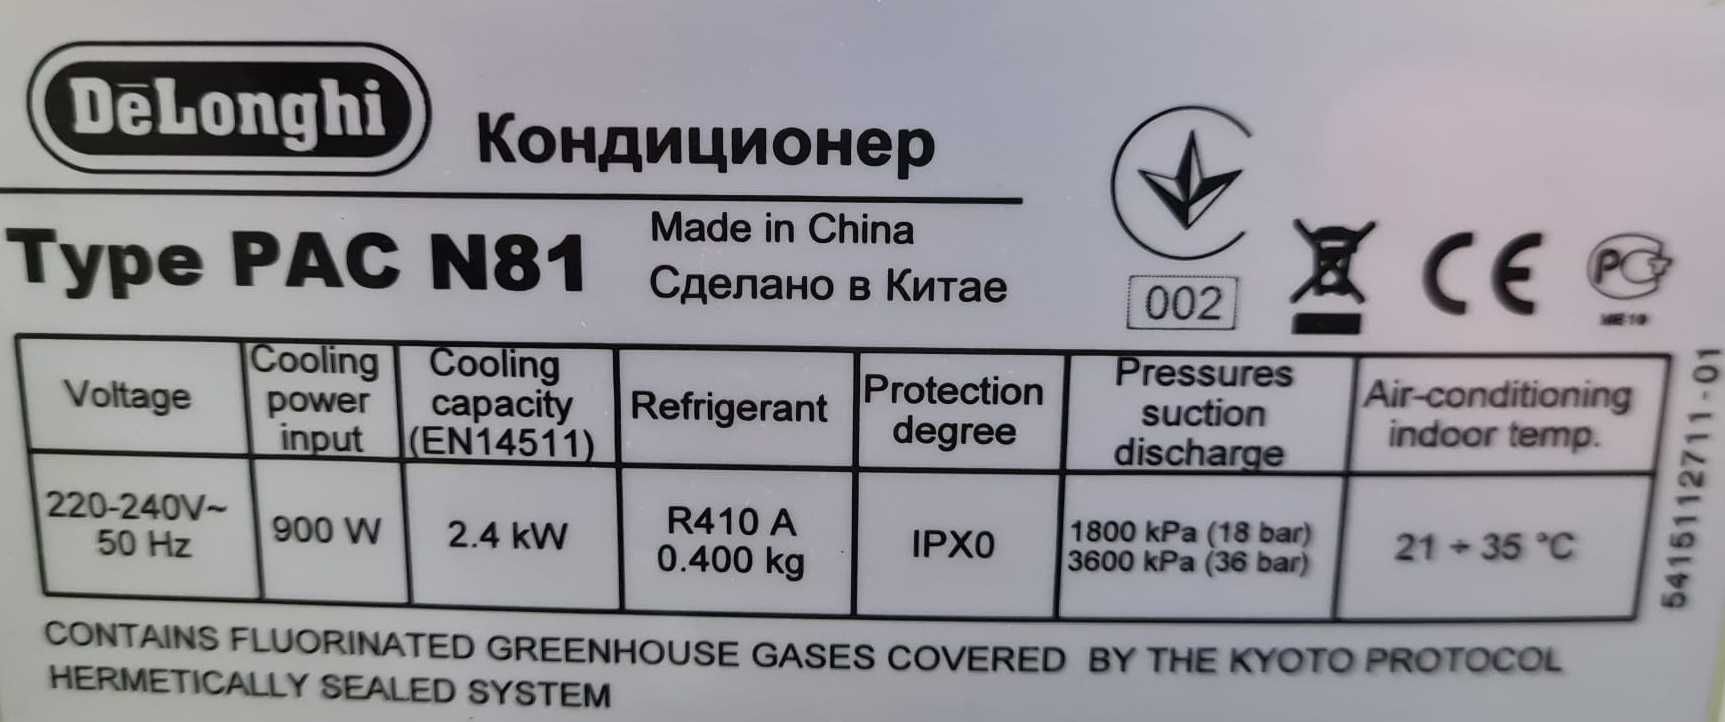 DeLonghi
Кондиционер
Type PAC N81
Made in China
Сделано в Китае
002
CE
РС
ME10
Voltage
Cooling
power
input
Cooling
capacity
(EN14511)
Refrigerant
Protection
degree
Pressures
suction
discharge
Air-conditioning
indoor temp.
220-240V~
50 Hz
900 W
2.4 kW
R410 A
0.400 kg
IPX0
1800 kPa (18 bar)
3600 kPa (36 bar)
21 ÷ 35 °C
5415112711-01
CONTAINS FLUORINATED GREENHOUSE GASES COVERED BY THE KYOTO PROTOCOL
HERMETICALLY SEALED SYSTEM